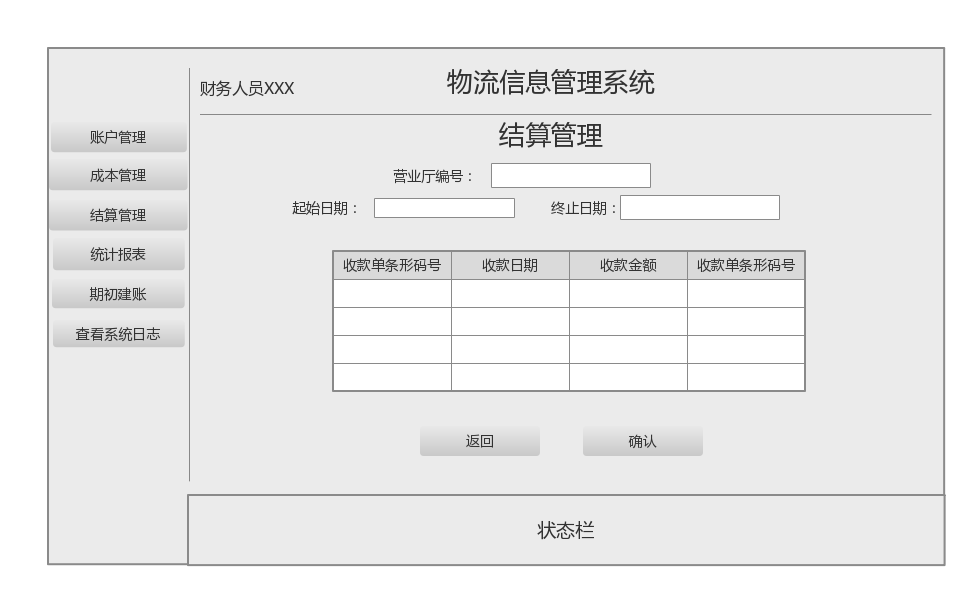 财务人员XXX
物流信息管理系统
账户管理
成本管理
结算管理
统计报表
期初建账
查看系统日志
结算管理
营业厅编号：
起始日期： 终止日期：
收款单条形码号 收款日期 收款金额 收款单条形码号
返回 确认
状态栏